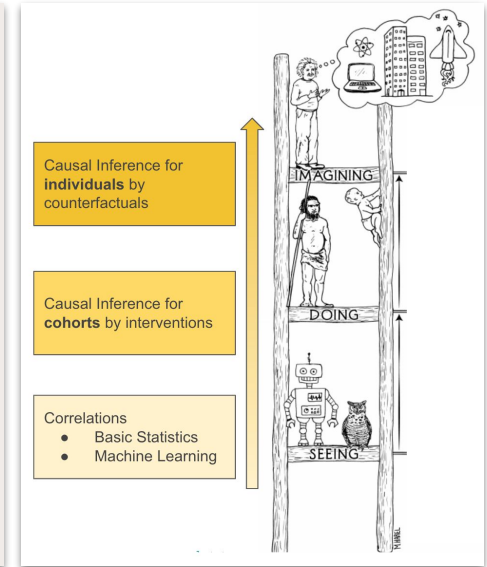 Causal Inference for
individuals by
counterfactuals
Causal Inference for
cohorts by interventions
Correlations
● Basic Statistics
● Machine Learning
IMAGINING
DOING
SEEING
M.HAREL